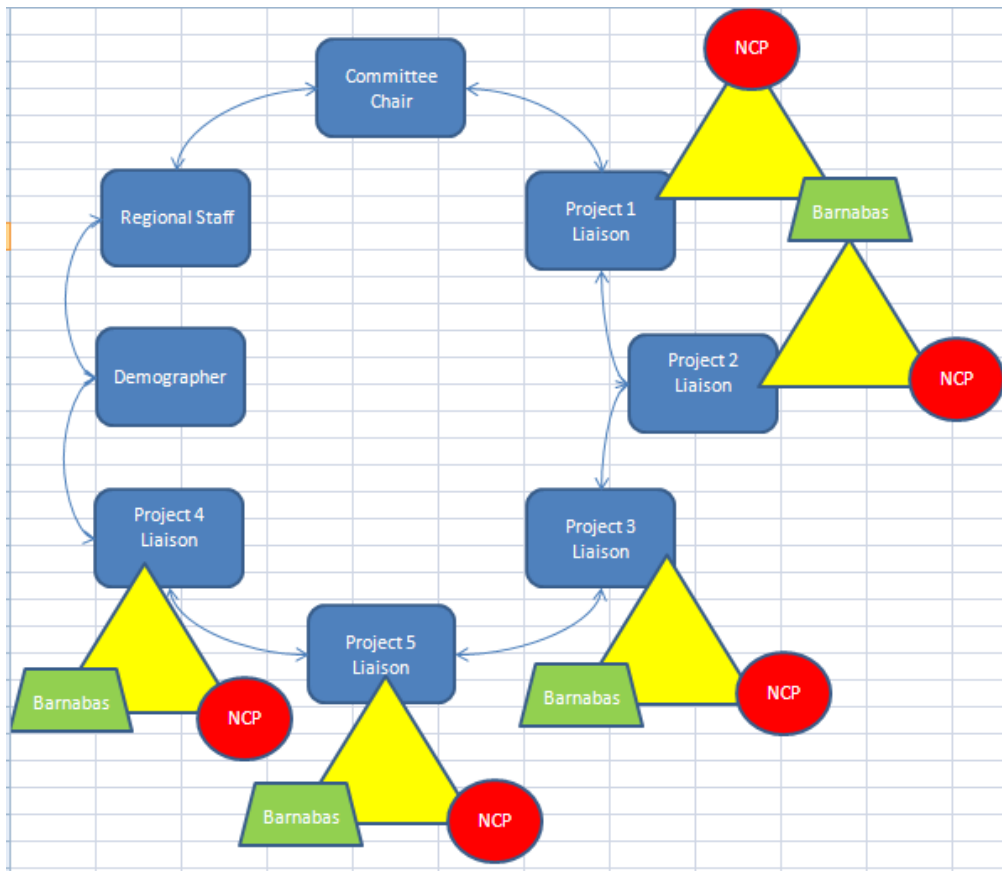 NCP
Committee
Chair
Regional Staff
Project 1
Liaison
Barnabas
Demographer
Project 2
Liaison
NCP
Project 4
Liaison
Project 3
Liaison
Project 5
Liaison
Barnabas
NCP
Barnabas
NCP
Barnabas
NCP